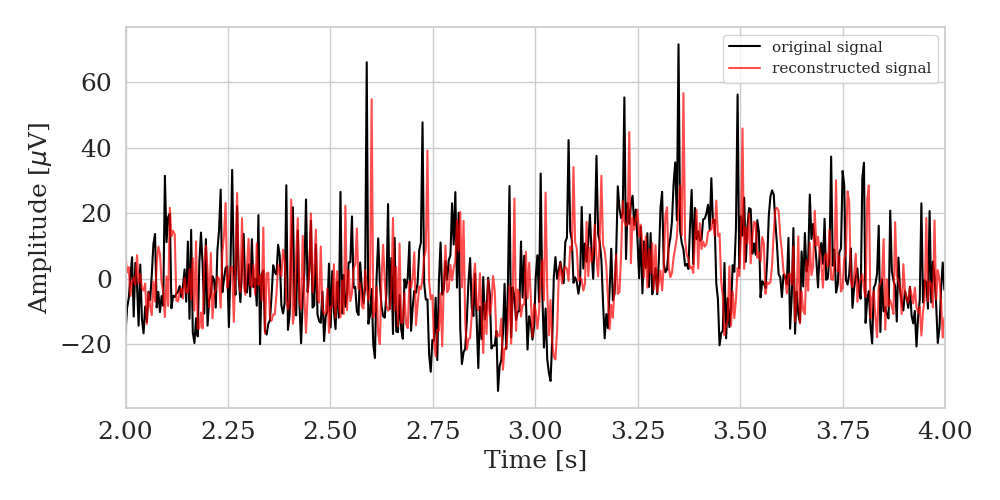 original signal
reconstructed signal
Amplitude [μV]
60
40
20
0
−20
2.00 2.25 2.50 2.75 3.00 3.25 3.50 3.75 4.00
Time [s]